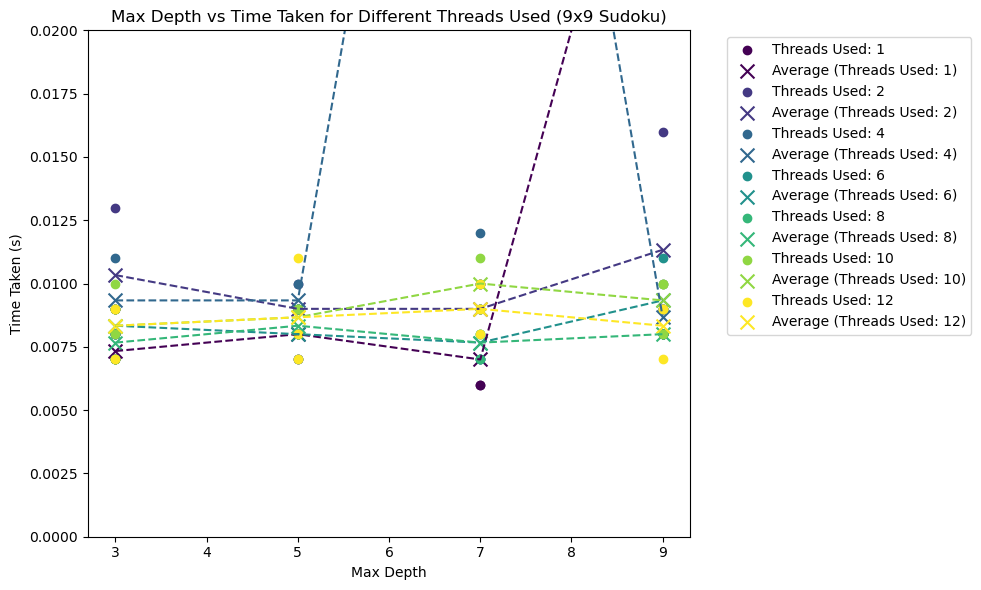 Max Depth vs Time Taken for Different Threads Used (9x9 Sudoku)
0.0200
0.0175
0.0150
0.0125
0.0100
0.0075
0.0050
0.0025
0.0000
Time Taken (s)
3 4 5 6 7 8 9
Max Depth
Threads Used: 1
Average (Threads Used: 1)
Threads Used: 2
Average (Threads Used: 2)
Threads Used: 4
Average (Threads Used: 4)
Threads Used: 6
Average (Threads Used: 6)
Threads Used: 8
Average (Threads Used: 8)
Threads Used: 10
Average (Threads Used: 10)
Threads Used: 12
Average (Threads Used: 12)